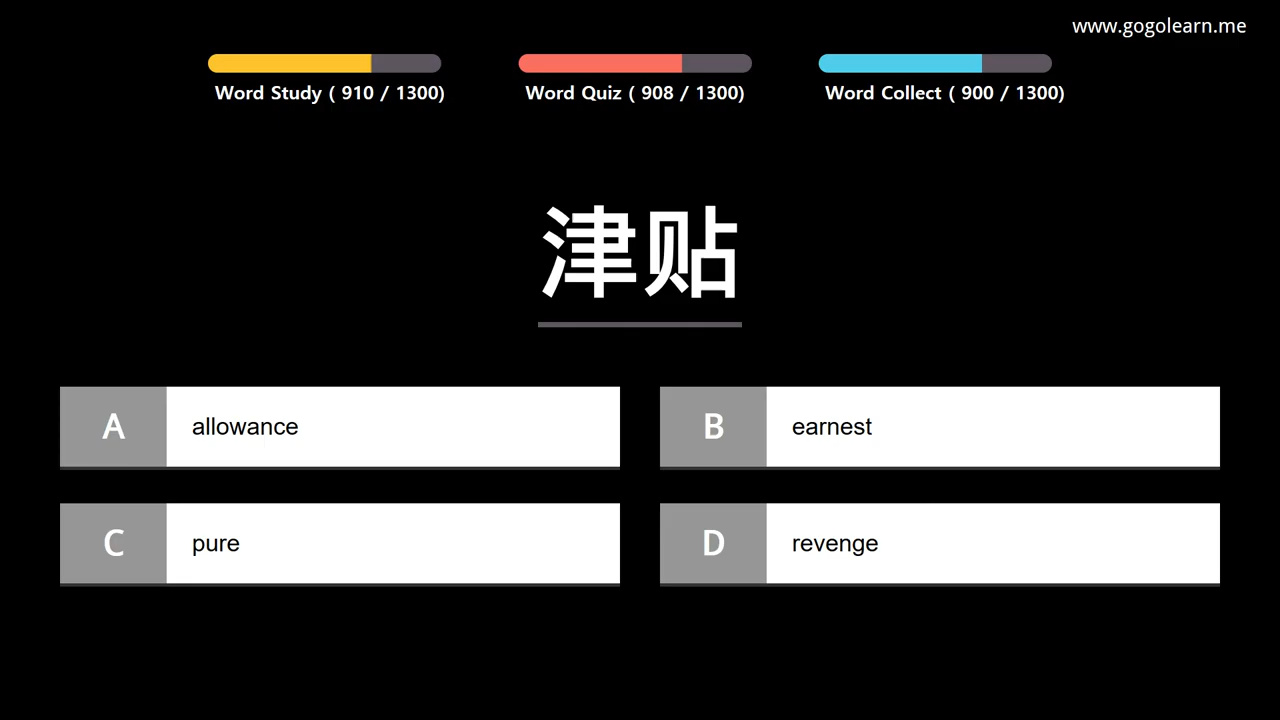 www.gogolearn.me
Word Study ( 910 / 1300)
Word Quiz ( 908 / 1300)
Word Collect ( 900 / 1300)
津贴
A allowance
B earnest
C pure
D revenge